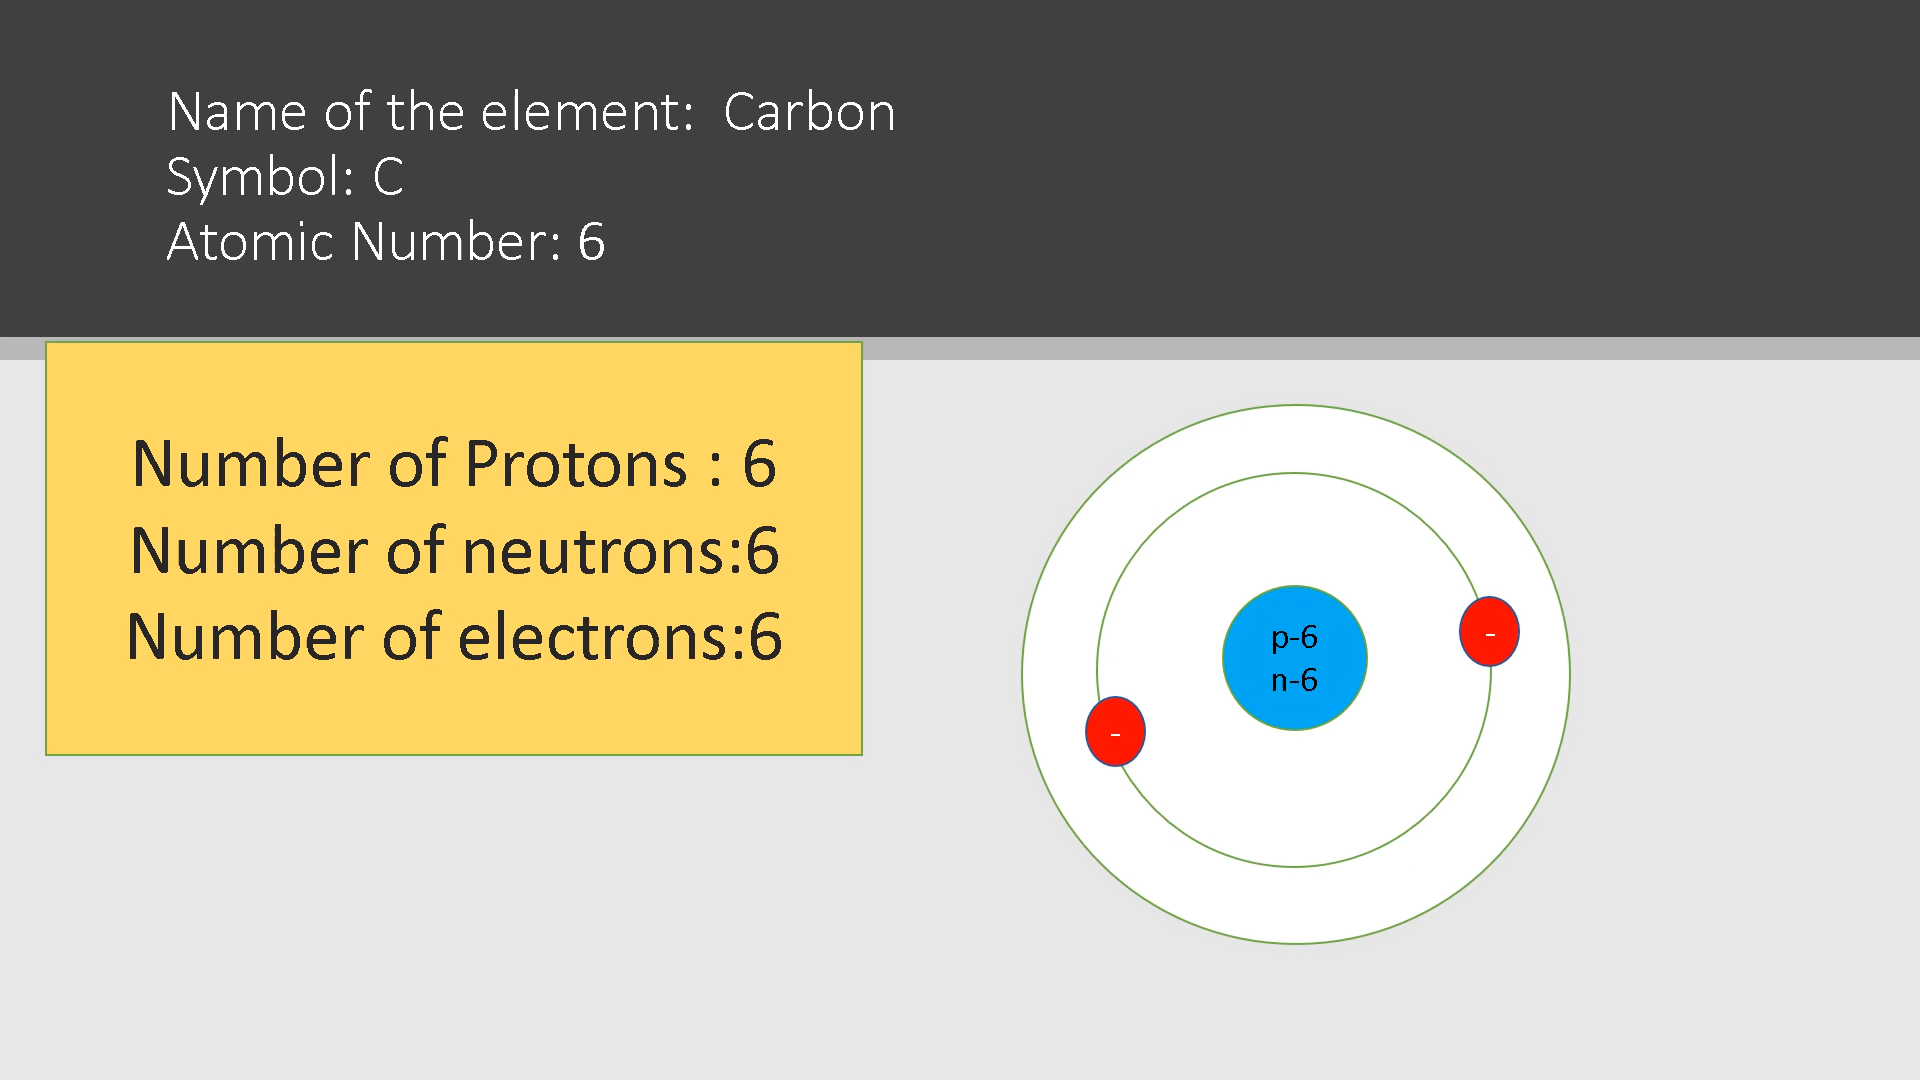 Name of the element:  Carbon
Symbol: C
Atomic Number: 6
Number of Protons : 6
Number of neutrons:6
Number of electrons:6
p-6
n-6
-
-